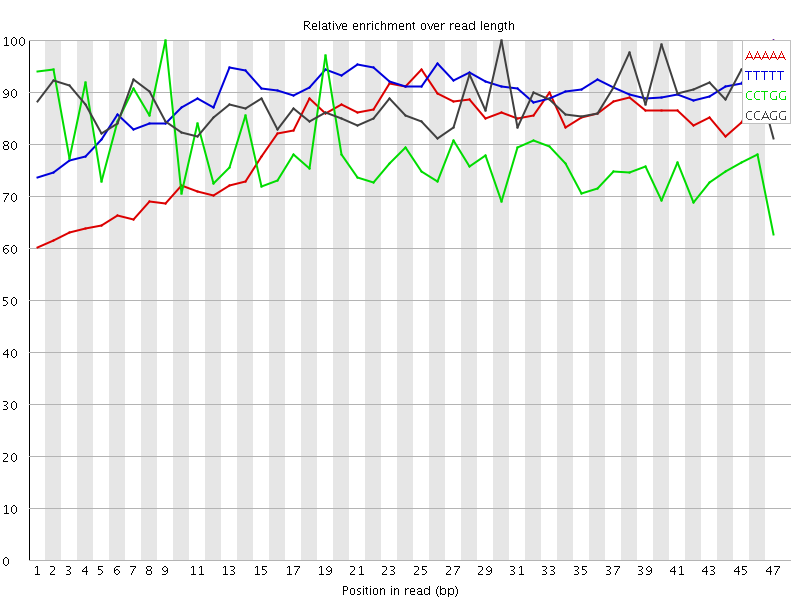 Relative enrichment over read length
100
90
80
70
60
50
40
30
20
10
0
AAAAA
TTTTT
CCTGG
CCAGG
1 2 3 4 5 6 7 8 9 11 13 15 17 19 21 23 25 27 29 31 33 35 37 39 41 43 45 47
Position in read (bp)